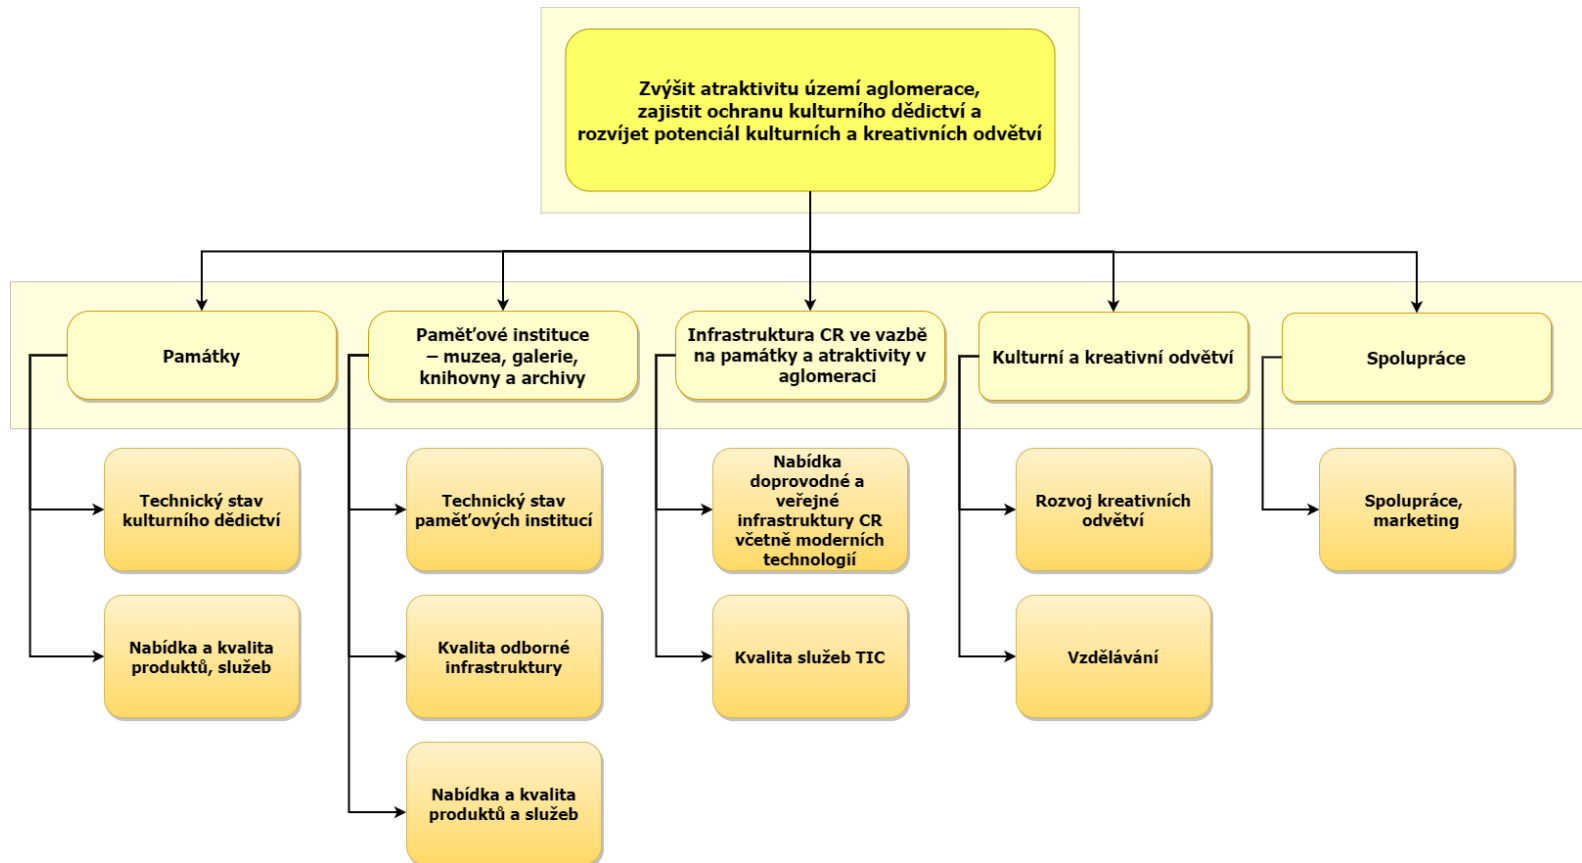 Zvýšit atraktivitu území aglomerace,
zajistit ochranu kulturního dědictví a
rozvíjet potenciál kulturních a kreativních odvětví
Památky
Paměťové instituce
– muzea, galerie,
knihovny a archivy
Infrastruktura CR ve vazbě
na památky a atraktivity v
aglomeraci
Kulturní a kreativní odvětví
Spolupráce
Technický stav
kulturního dědictví
Technický stav
paměťových institucí
Nabídka
doprovodné a
veřejné
infrastruktury CR
včetně moderních
technologií
Rozvoj kreativních
odvětví
Spolupráce,
marketing
Nabídka a kvalita
produktů, služeb
Kvalita odborné
infrastruktury
Kvalita služeb TIC
Vzdělávání
Nabídka a kvalita
produktů a služeb